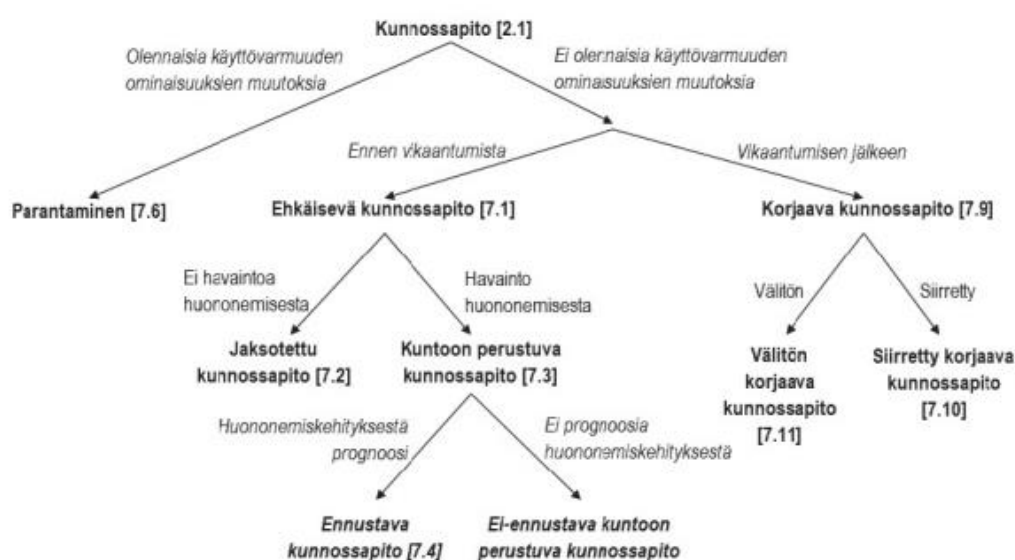 Kunnossapito [2.1]
Olennaisia käyttövarmuuden
ominaisuuksien muutoksia
Ei olennaisia käyttövarmuuden
ominaisuuksien muutoksia
Ennen vikaantumista
Vikaantumisen jälkeen
Parantaminen [7.6]
Ehkäisevä kunnossapito [7.1]
Korjaava kunnossapito [7.9]
Ei havaintoa
huononemisesta
Havainto
huononemisesta
Välitön
Siirretty
Jaksotettu
kunnossapito [7.2]
Kuntoon perustuva
kunnossapito [7.3]
Välitön
korjaava
kunnossapito
[7.11]
Siirretty korjaava
kunnossapito
[7.10]
Huononemiskehityksestä
prognoosi
Ei prognoosia
huononemiskehityksestä
Ennustava
kunnossapito [7.4]
Ei-ennustava kuntoon
perustuva kunnossapito